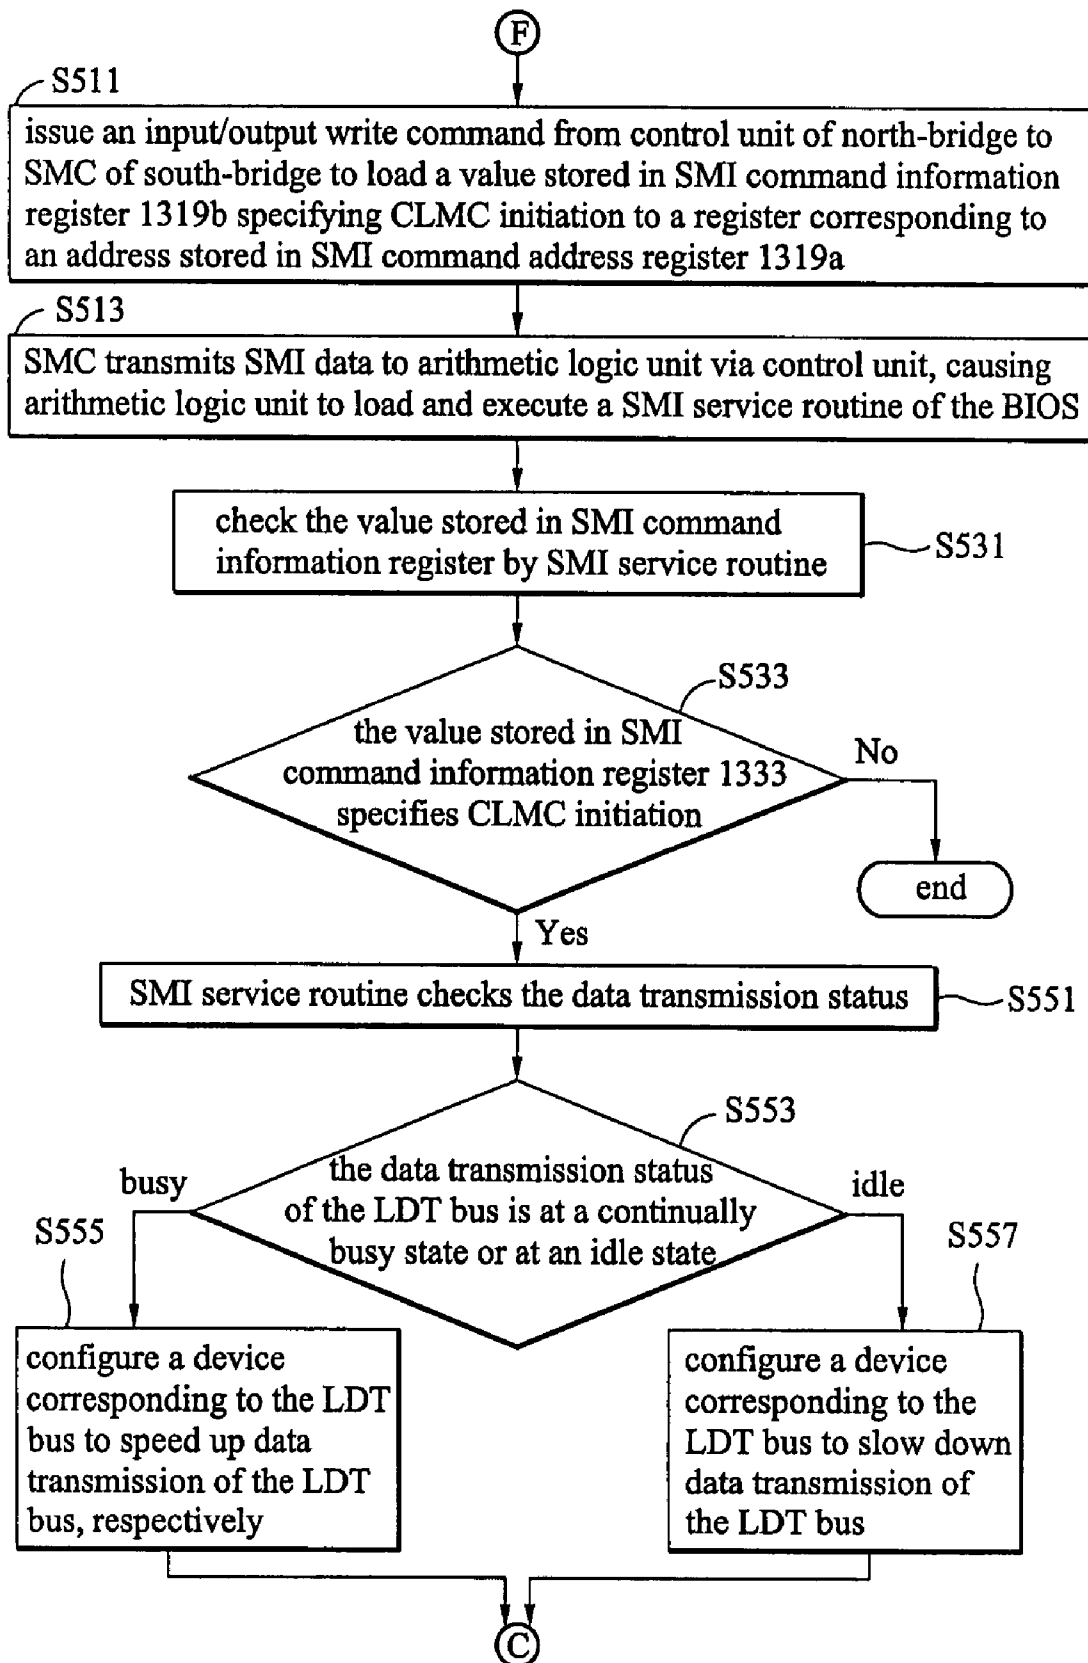 F
S511
issue an input/output write command from control unit of north-bridge to
SMC of south-bridge to load a value stored in SMI command information
register 1319b specifying CLMC initiation to a register corresponding to
an address stored in SMI command address register 1319a
S513
SMC transmits SMI data to arithmetic logic unit via control unit, causing
arithmetic logic unit to load and execute a SMI service routine of the BIOS
check the value stored in SMI command
information register by SMI service routine
S531
S533
the value stored in SMI
command information register 1333
specifies CLMC initiation
No
end
Yes
SMI service routine checks the data transmission status
S551
S553
the data transmission status
of the LDT bus is at a continually
busy state or at an idle state
busy
idle
S555
S557
configure a device
corresponding to the LDT
bus to speed up data
transmission of the LDT
bus, respectively
configure a device
corresponding to the
LDT bus to slow down
data transmission of
the LDT bus
C